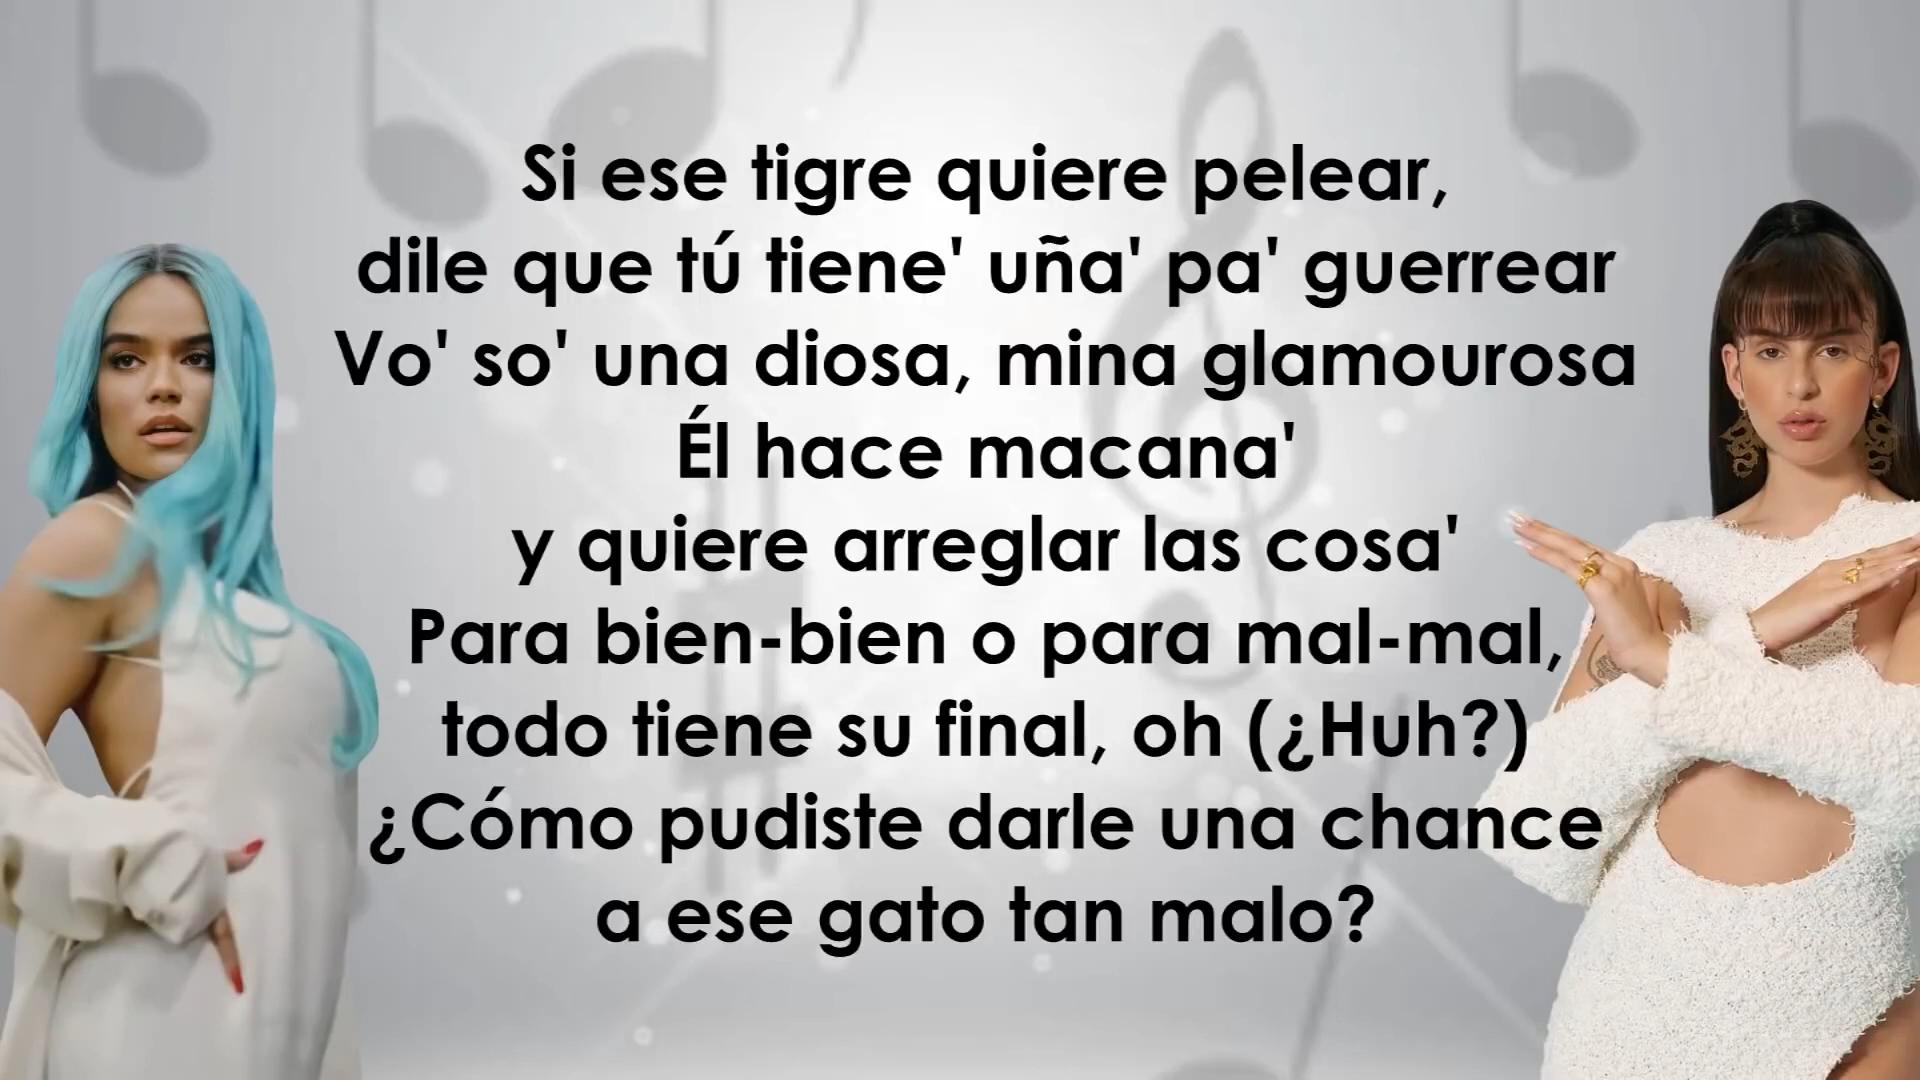 Si ese tigre quiere pelear,
dile que tú tiene' uña' pa' guerrear
Vo' so' una diosa, mina glamourosa
Él hace macana'
y quiere arreglar las cosa'
Para bien-bien o para mal-mal,
todo tiene su final, oh (¿Huh?)
¿Cómo pudiste darle una chance
a ese gato tan malo?